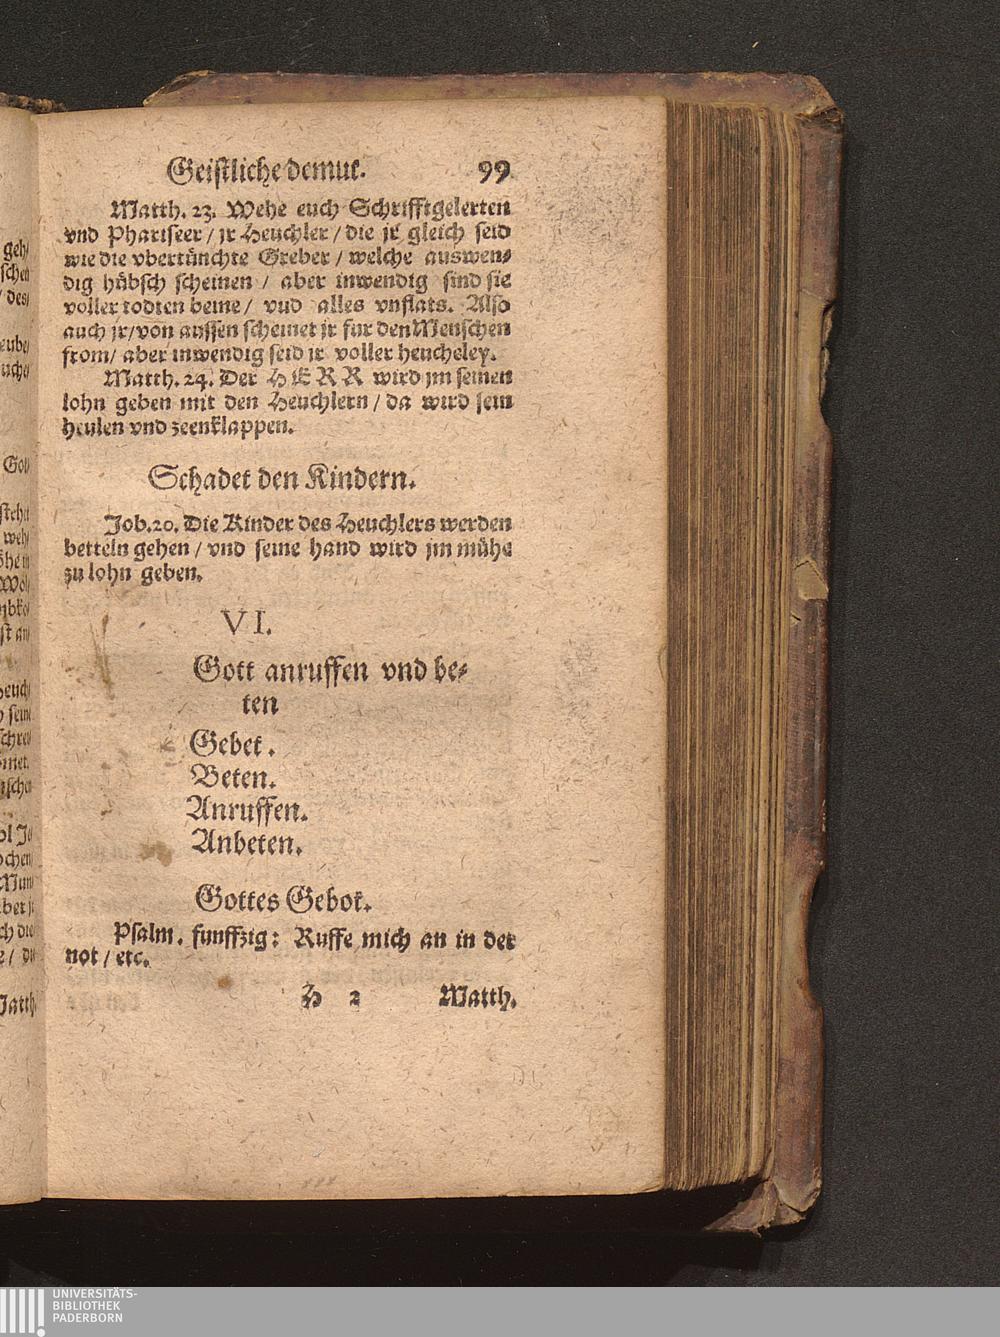 Geistliche demut. 99
Matth. 23. Wehe euch Schrifftgelerten
vnd Phariseer / jr Heuchler / die jr gleich seid
wie die vbertünchte Greber / welche auswen⸗
dig hübsch scheinen / aber inwendig sind sie
voller todten beine / vnd alles vnflats. Also
auch jr / von aussen scheinet jr fur den Menschen
from / aber inwendig seid jr voller heucheley.
Matth. 24. Der HERR wird jm seinen
lohn geben mit den Heuchlern / da wird sein
heulen vnd zeenklappen.
Schadet den Kindern.
Job. 20. Die Kinder des Heuchlers werden
betteln gehen / vnd seine hand wird jm mühe
zu lohn geben.
VI.
Gott anruffen vnd be⸗
ten
Gebet.
Beten.
Anruffen.
Anbeten.
Gottes Gebot.
Psalm. funffzig: Ruffe mich an in der
not / etc.
H 2 Matth.
UNIVERSITÄTS-
BIBLIOTHEK
PADERBORN